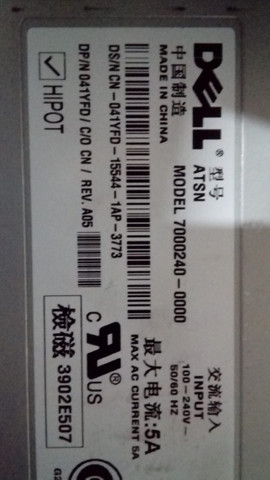 DELL®
型号
ATSN
MODEL 7000240-0000
中国制造
MADE IN CHINA
交流输入
INPUT
100-240V~
50/60 HZ
最大电流:5A
MAX AC CURRENT 5A
DS/N CN-041YFD-15544-1AP-3773
DP/N 041YFD/C/O CN / REV. A05
HIPOT
C RU® US
檢磁 3902E507